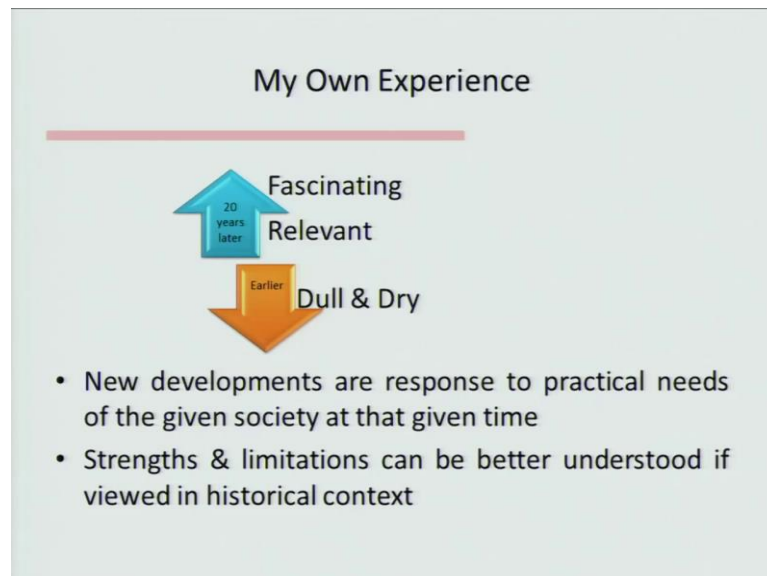 My Own Experience
Fascinating
20
years
later
Relevant
Earlier
Dull & Dry
• New developments are response to practical needs
of the given society at that given time
• Strengths & limitations can be better understood if
viewed in historical context